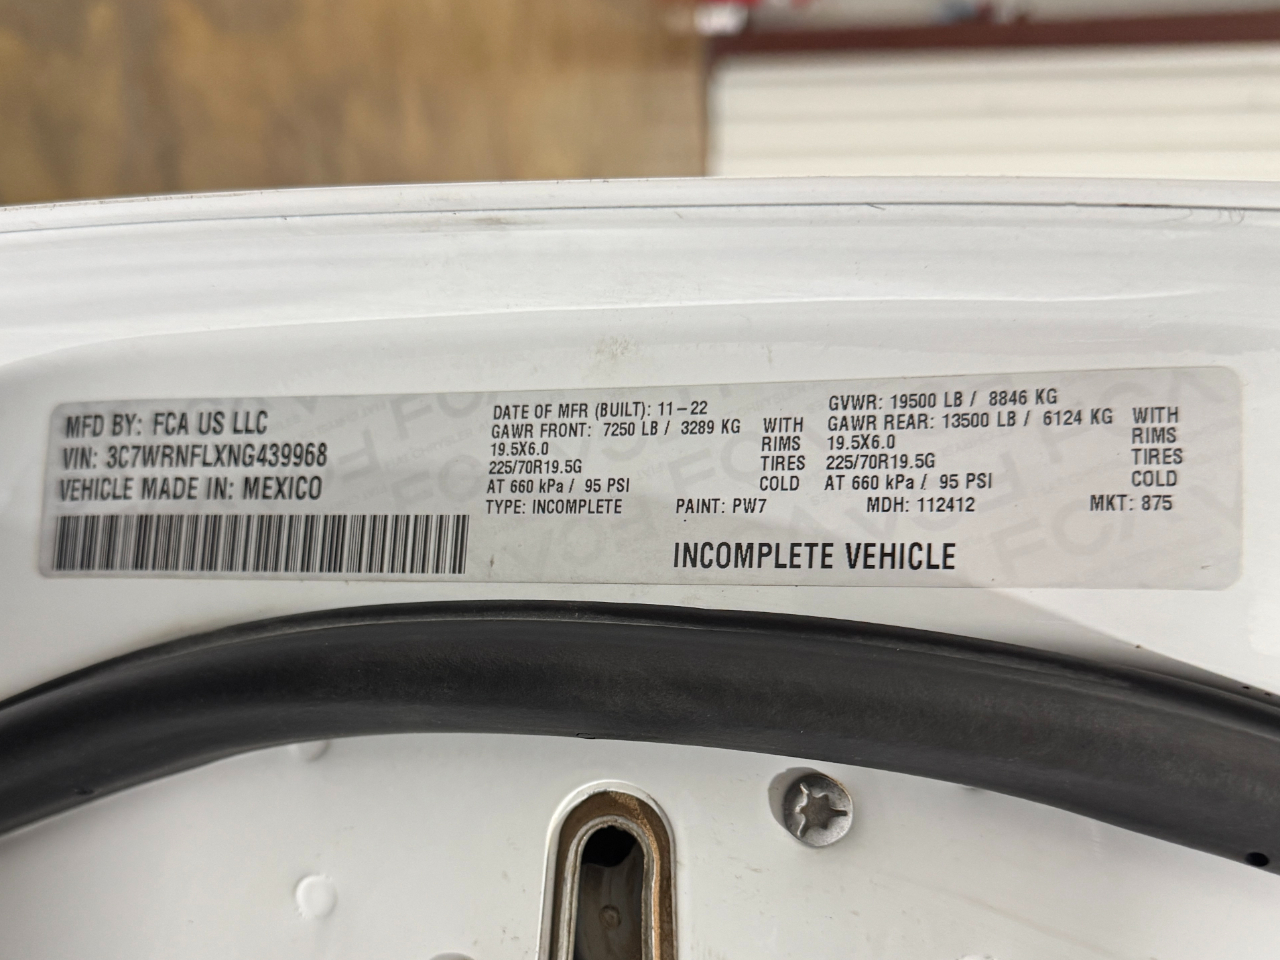 MFD BY: FCA US LLC
VIN: 3C7WRNFLXNG439968
VEHICLE MADE IN: MEXICO
DATE OF MFR (BUILT): 11-22
GAWR FRONT: 7250 LB / 3289 KG WITH
19.5X6.0 RIMS
225/70R19.5G TIRES
AT 660 kPa / 95 PSI COLD
GVWR: 19500 LB / 8846 KG
GAWR REAR: 13500 LB / 6124 KG WITH
19.5X6.0 RIMS
225/70R19.5G TIRES
AT 660 kPa / 95 PSI COLD
TYPE: INCOMPLETE PAINT: PW7 MDH: 112412 MKT: 875
INCOMPLETE VEHICLE